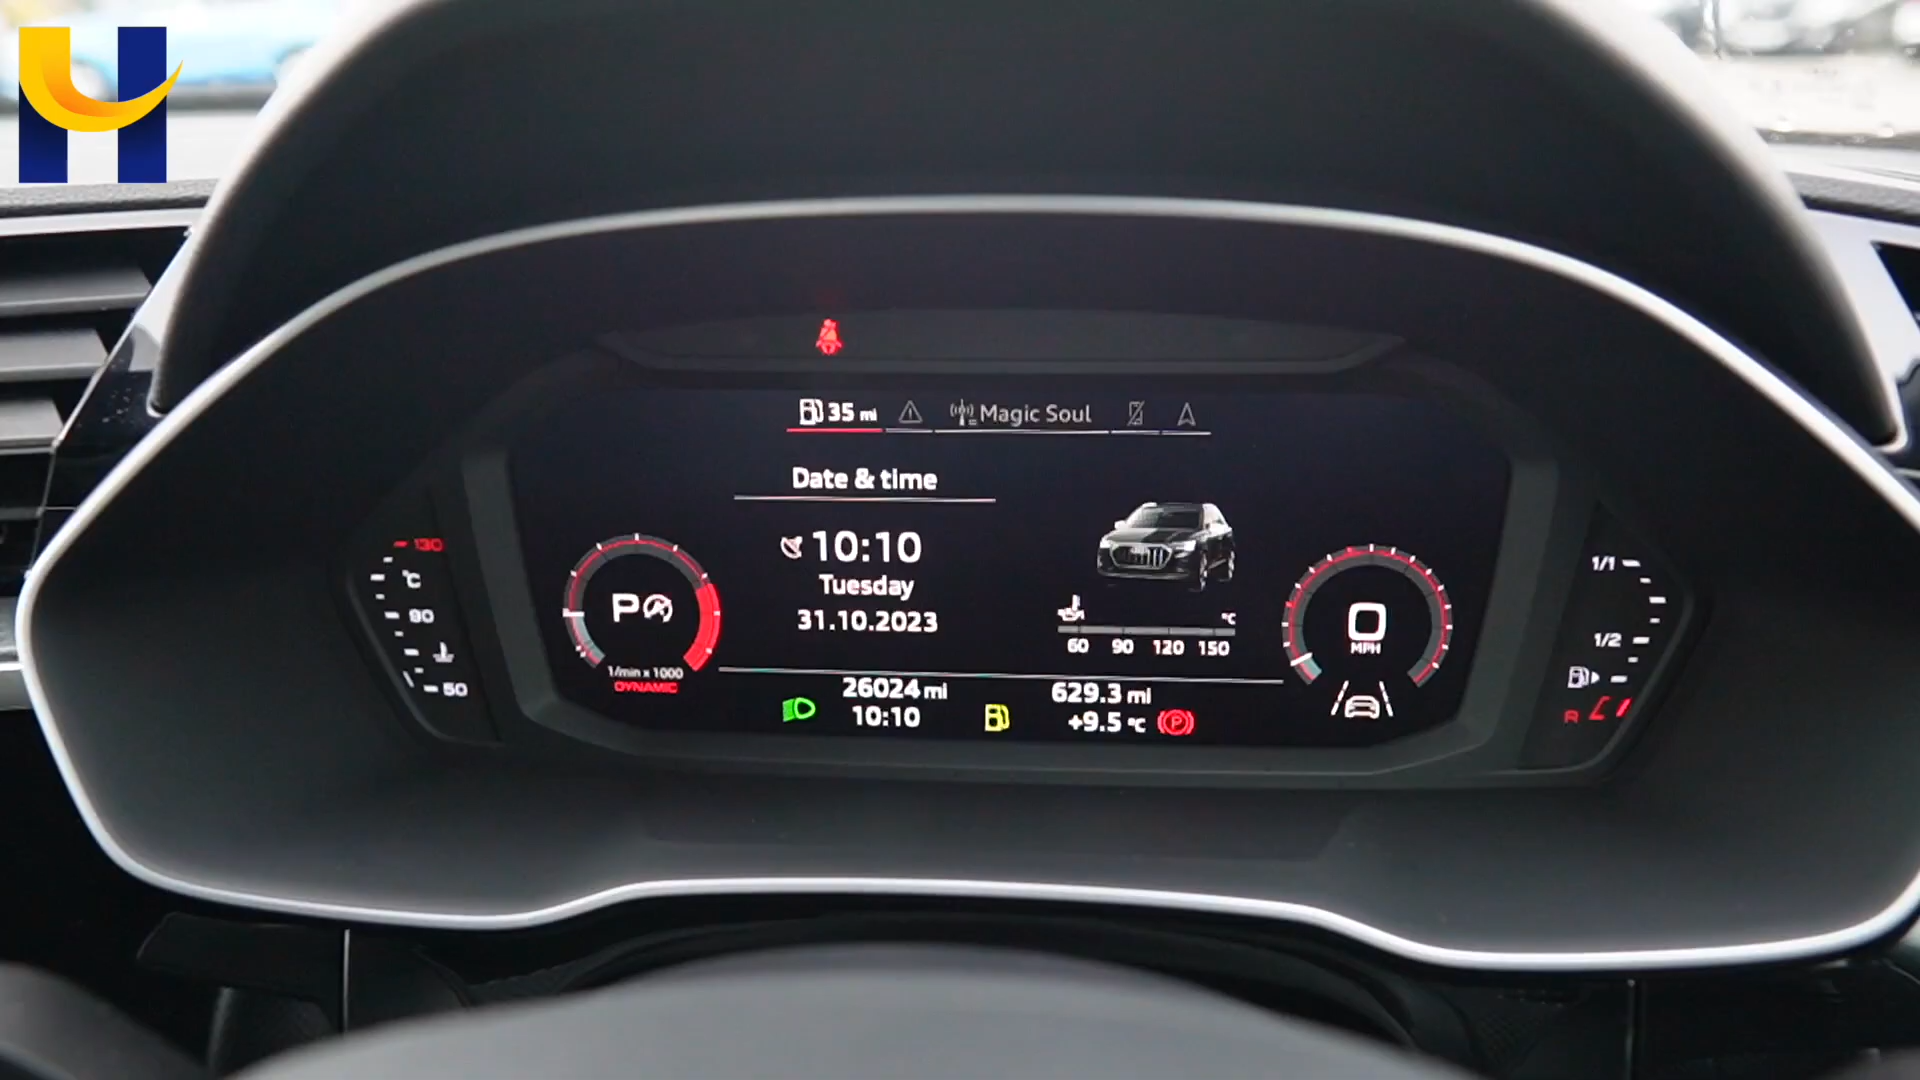 35 mi
Magic Soul
Date & time
10:10
Tuesday
31.10.2023
130
°C
90
50
P
1/min x 1000
DYNAMIC
°C
60 90 120 150
0
MPH
1/1
1/2
R
26024 mi
10:10
629.3 mi
+9.5 °C
P